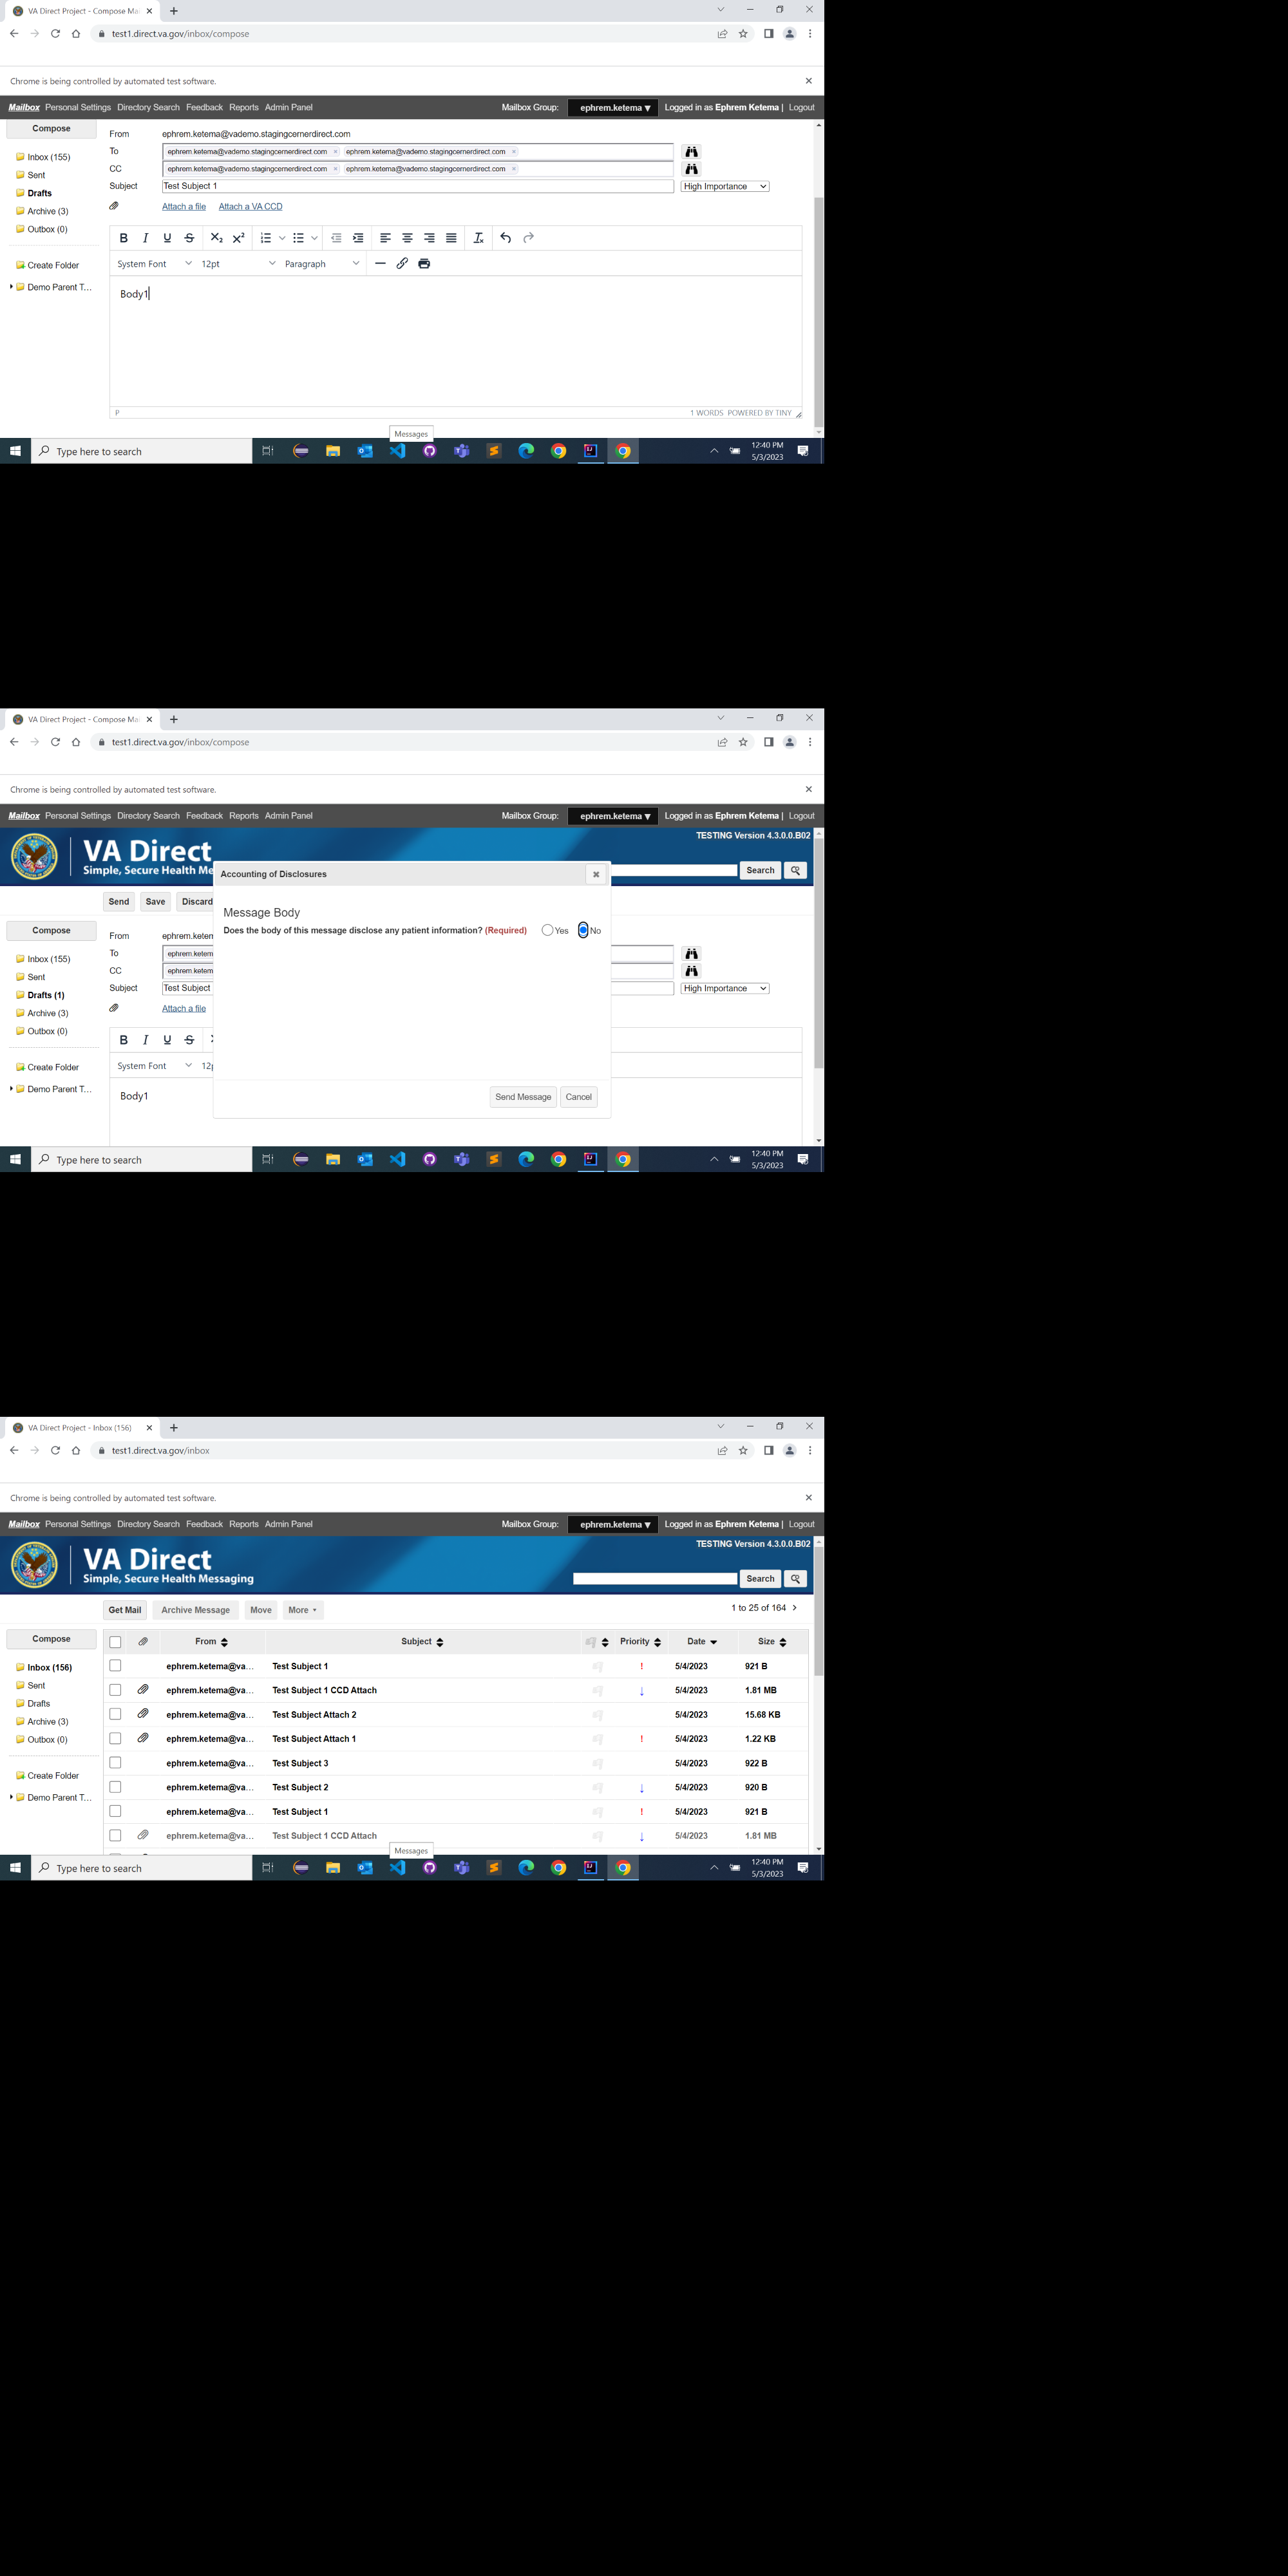 VA Direct Project - Compose Ma
test1.direct.va.gov/inbox/compose
Chrome is being controlled by automated test software.
Mailbox Personal Settings Directory Search Feedback Reports Admin Panel Mailbox Group: ephrem.ketema ▼ Logged in as Ephrem Ketema | Logout
Compose
From ephrem.ketema@vademo.stagingcernerdirect.com
To ephrem.ketema@vademo.stagingcernerdirect.com × ephrem.ketema@vademo.stagingcernerdirect.com ×
Inbox (155)
CC ephrem.ketema@vademo.stagingcernerdirect.com × ephrem.ketema@vademo.stagingcernerdirect.com ×
Sent
Subject Test Subject 1 High Importance
Drafts
Attach a file Attach a VA CCD
Archive (3)
Outbox (0)
B I U S X₂ X²
System Font 12pt Paragraph
Create Folder
Demo Parent T...
Body1
P 1 WORDS POWERED BY TINY
Messages
Type here to search
12:40 PM
5/3/2023
VA Direct Project - Compose Ma
test1.direct.va.gov/inbox/compose
Chrome is being controlled by automated test software.
Mailbox Personal Settings Directory Search Feedback Reports Admin Panel Mailbox Group: ephrem.ketema ▼ Logged in as Ephrem Ketema | Logout
TESTING Version 4.3.0.0.B02
VA Direct
Simple, Secure Health Me
Search
Accounting of Disclosures
Send Save Discard
Message Body
Does the body of this message disclose any patient information? (Required) Yes No
Compose
From ephrem.keten
To ephrem.ketem
Inbox (155)
CC ephrem.ketem
Sent
Subject Test Subject High Importance
Drafts (1)
Attach a file
Archive (3)
Outbox (0)
B I U S
System Font 12p
Create Folder
Demo Parent T...
Body1
Send Message Cancel
Type here to search
12:40 PM
5/3/2023
VA Direct Project - Inbox (156)
test1.direct.va.gov/inbox
Chrome is being controlled by automated test software.
Mailbox Personal Settings Directory Search Feedback Reports Admin Panel Mailbox Group: ephrem.ketema ▼ Logged in as Ephrem Ketema | Logout
TESTING Version 4.3.0.0.B02
VA Direct
Simple, Secure Health Messaging
Search
Get Mail Archive Message Move More 1 to 25 of 164 >
Compose
From Subject Priority Date Size
Inbox (156)
Sent
Drafts
Archive (3)
Outbox (0)
Create Folder
Demo Parent T...
ephrem.ketema@va... Test Subject 1 ! 5/4/2023 921 B
ephrem.ketema@va... Test Subject 1 CCD Attach ↓ 5/4/2023 1.81 MB
ephrem.ketema@va... Test Subject Attach 2 5/4/2023 15.68 KB
ephrem.ketema@va... Test Subject Attach 1 ! 5/4/2023 1.22 KB
ephrem.ketema@va... Test Subject 3 5/4/2023 922 B
ephrem.ketema@va... Test Subject 2 ↓ 5/4/2023 920 B
ephrem.ketema@va... Test Subject 1 ! 5/4/2023 921 B
ephrem.ketema@va... Test Subject 1 CCD Attach ↓ 5/4/2023 1.81 MB
Messages
Type here to search
12:40 PM
5/3/2023